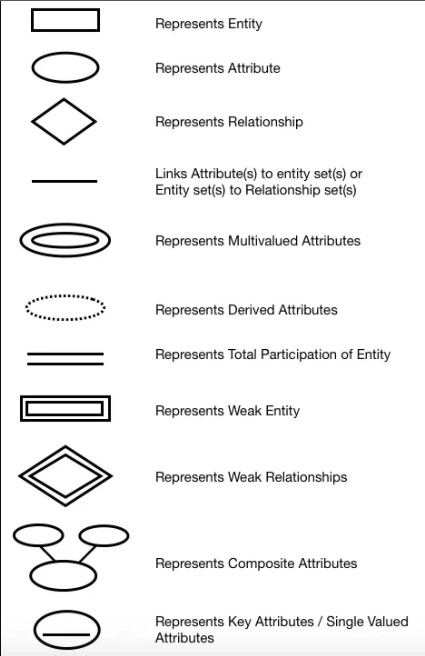 Represents Entity
Represents Attribute
Represents Relationship
Links Attribute(s) to entity set(s) or
Entity set(s) to Relationship set(s)
Represents Multivalued Attributes
Represents Derived Attributes
Represents Total Participation of Entity
Represents Weak Entity
Represents Weak Relationships
Represents Composite Attributes
Represents Key Attributes / Single Valued
Attributes